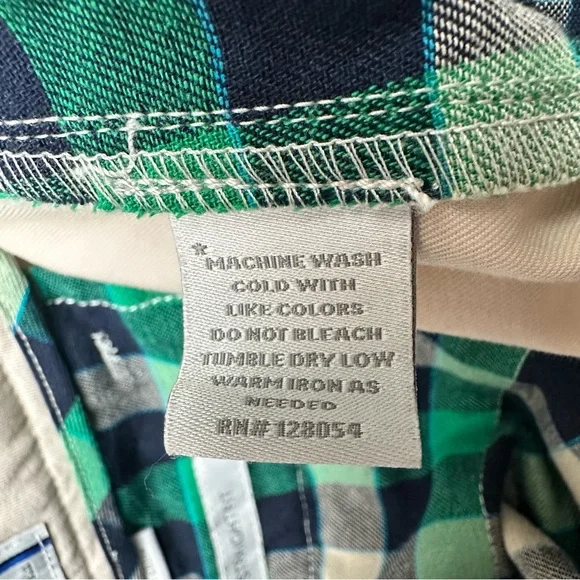 *
MACHINE WASH
COLD WITH
LIKE COLORS
DO NOT BLEACH
TUMBLE DRY LOW
WARM IRON AS
NEEDED
RN# 128054